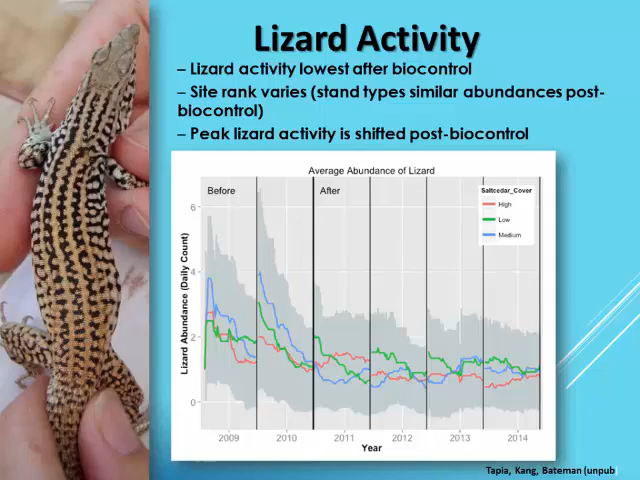 Lizard Activity
– Lizard activity lowest after biocontrol
– Site rank varies (stand types similar abundances post-
biocontrol)
– Peak lizard activity is shifted post-biocontrol
Average Abundance of Lizard
Before
After
Saltcedar_Cover
High
Low
Medium
Lizard Abundance (Daily Count)
6
4
2
0
2009 2010 2011 2012 2013 2014
Year
Tapia, Kang, Bateman (unpub)